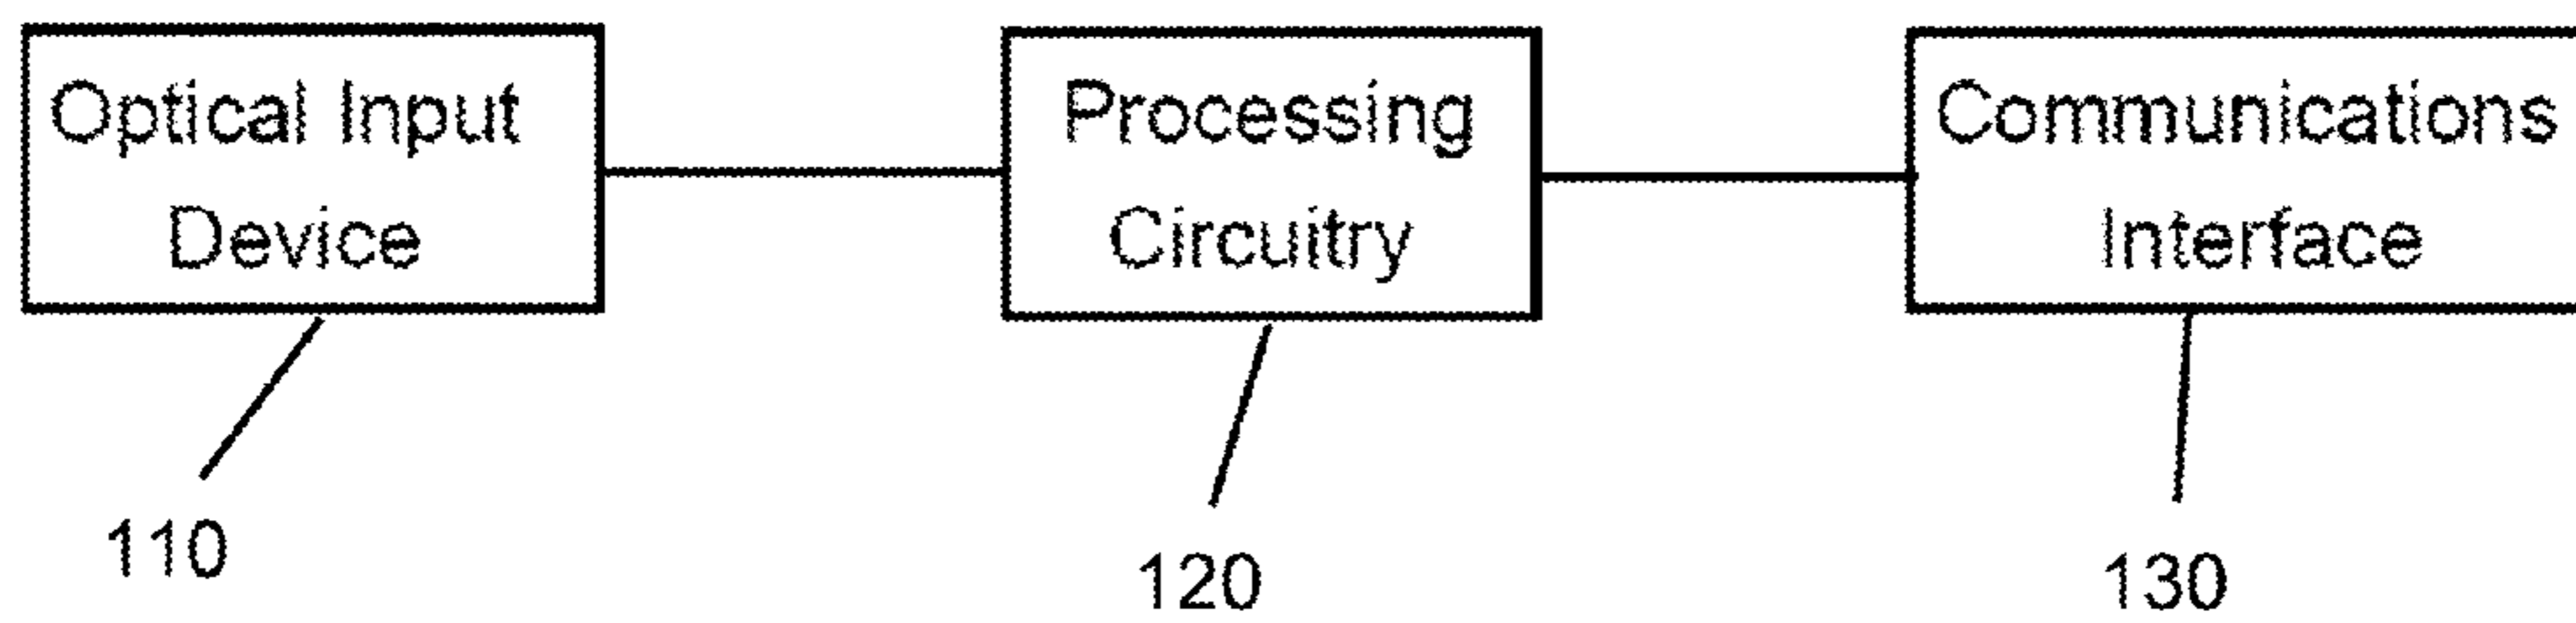 Optical Input
Device
Processing
Circuitry
Communications
Interface
110
120
130